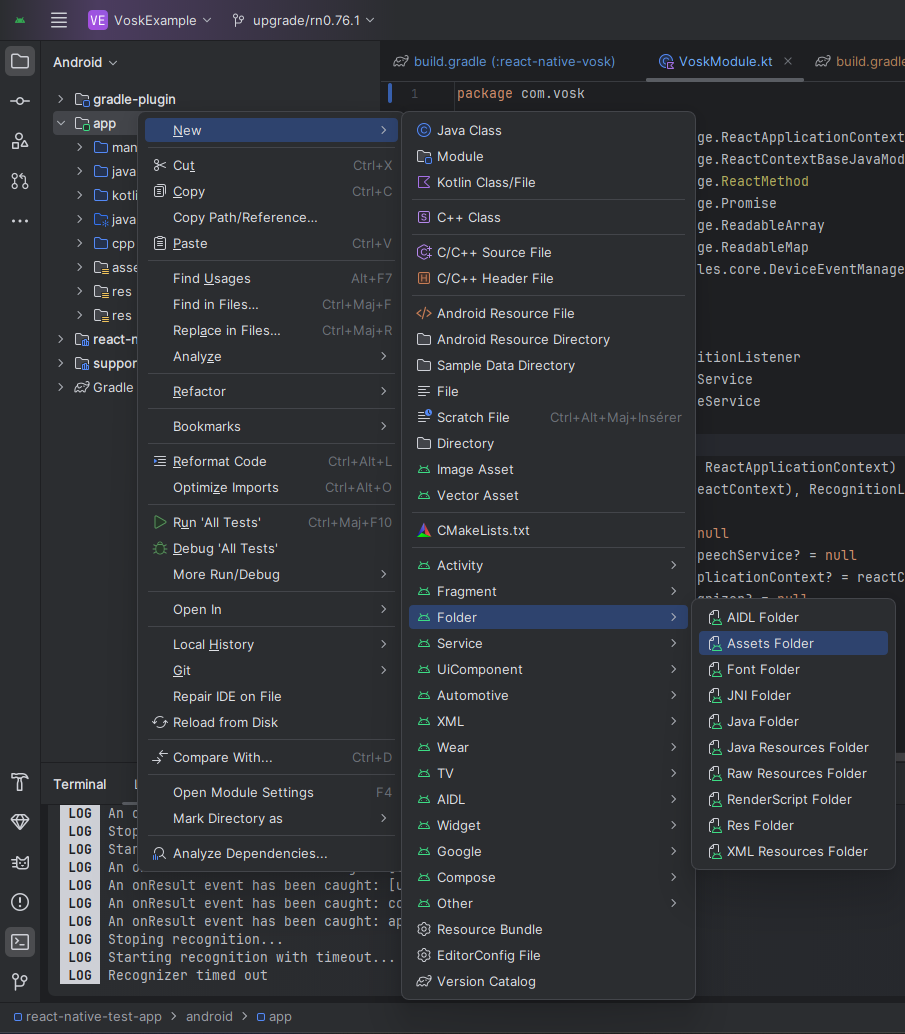 VE VoskExample upgrade/rn0.76.1
Android
build.gradle (:react-native-vosk) VoskModule.kt build.gradle
gradle-plugin
app
man
java
kotli
java
cpp
asse
res
res
react-n
suppor
Gradle
1 package com.vosk
ge.ReactApplicationContext
ge.ReactContextBaseJavaMod
ge.ReactMethod
ge.Promise
ge.ReadableArray
ge.ReadableMap
les.core.DeviceEventManage
itionListener
Service
eService
ReactApplicationContext)
eactContext), RecognitionL
null
peechService? = null
plicationContext? = reactC
gnizer? = null
New
Cut Ctrl+X
Copy Ctrl+C
Copy Path/Reference...
Paste Ctrl+V
Find Usages Alt+F7
Find in Files... Ctrl+Maj+F
Replace in Files... Ctrl+Maj+R
Analyze
Refactor
Bookmarks
Reformat Code Ctrl+Alt+L
Optimize Imports Ctrl+Alt+O
Run 'All Tests' Ctrl+Maj+F10
Debug 'All Tests'
More Run/Debug
Open In
Local History
Git
Repair IDE on File
Reload from Disk
Compare With... Ctrl+D
Open Module Settings F4
Mark Directory as
Analyze Dependencies...
Java Class
Module
Kotlin Class/File
C++ Class
C/C++ Source File
C/C++ Header File
Android Resource File
Android Resource Directory
Sample Data Directory
File
Scratch File Ctrl+Alt+Maj+Insérer
Directory
Image Asset
Vector Asset
CMakeLists.txt
Activity
Fragment
Folder
Service
UiComponent
Automotive
XML
Wear
TV
AIDL
Widget
Google
Compose
Other
Resource Bundle
EditorConfig File
Version Catalog
AIDL Folder
Assets Folder
Font Folder
JNI Folder
Java Folder
Java Resources Folder
Raw Resources Folder
RenderScript Folder
Res Folder
XML Resources Folder
Terminal L
LOG An o
LOG Stop
LOG Star
LOG An o
LOG An onResult event has been caught: [u
LOG An onResult event has been caught: co
LOG An onResult event has been caught: ap
LOG Stoping recognition...
LOG Starting recognition with timeout...
LOG Recognizer timed out
react-native-test-app > android > app